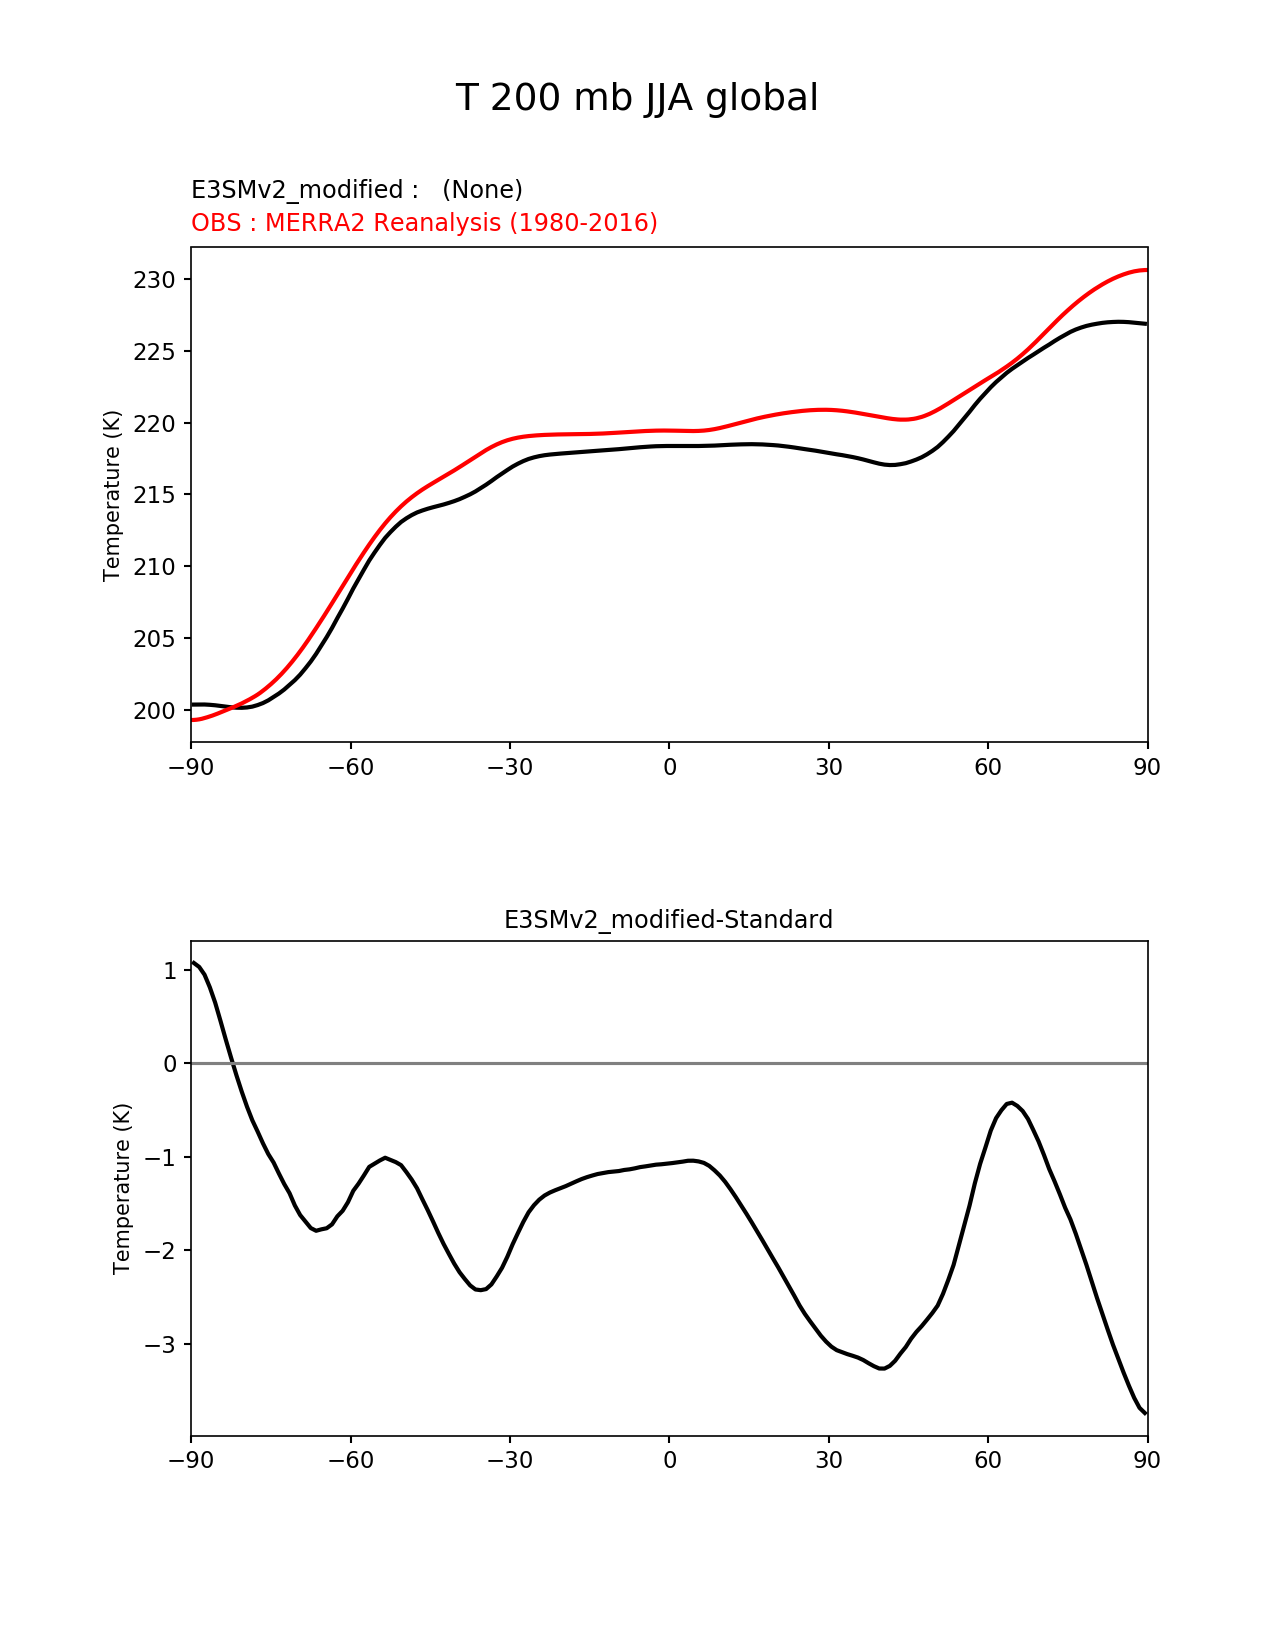 T 200 mb JJA global
E3SMv2_modified :   (None)
OBS : MERRA2 Reanalysis (1980-2016)
Temperature (K)
230
225
220
215
210
205
200
−90 −60 −30 0 30 60 90
E3SMv2_modified-Standard
Temperature (K)
1
0
−1
−2
−3
−90 −60 −30 0 30 60 90